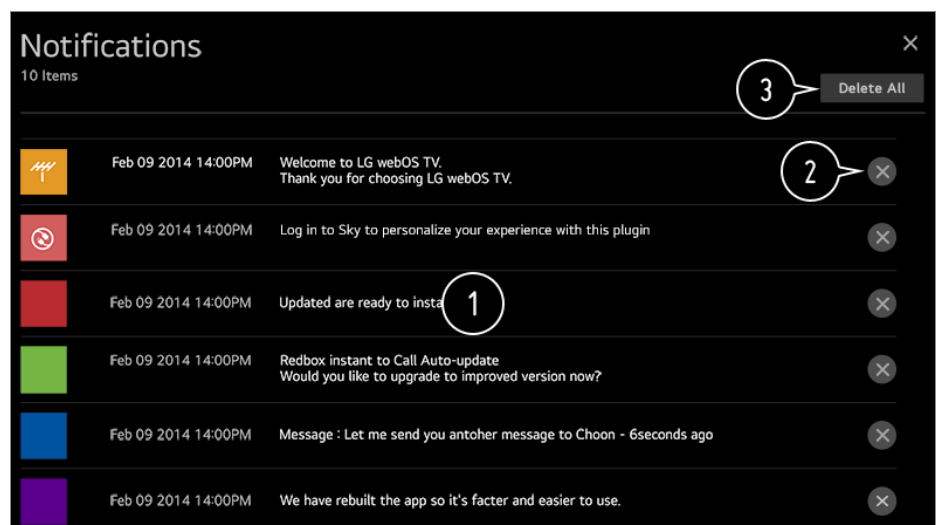 Notifications
10 Items
3
Delete All
Feb 09 2014 14:00PM
Welcome to LG webOS TV.
Thank you for choosing LG webOS TV.
2
Feb 09 2014 14:00PM
Log in to Sky to personalize your experience with this plugin
Feb 09 2014 14:00PM
Updated are ready to insta
1
Feb 09 2014 14:00PM
Redbox instant to Call Auto-update
Would you like to upgrade to improved version now?
Feb 09 2014 14:00PM
Message : Let me send you antoher message to Choon - 6seconds ago
Feb 09 2014 14:00PM
We have rebuilt the app so it's facter and easier to use.